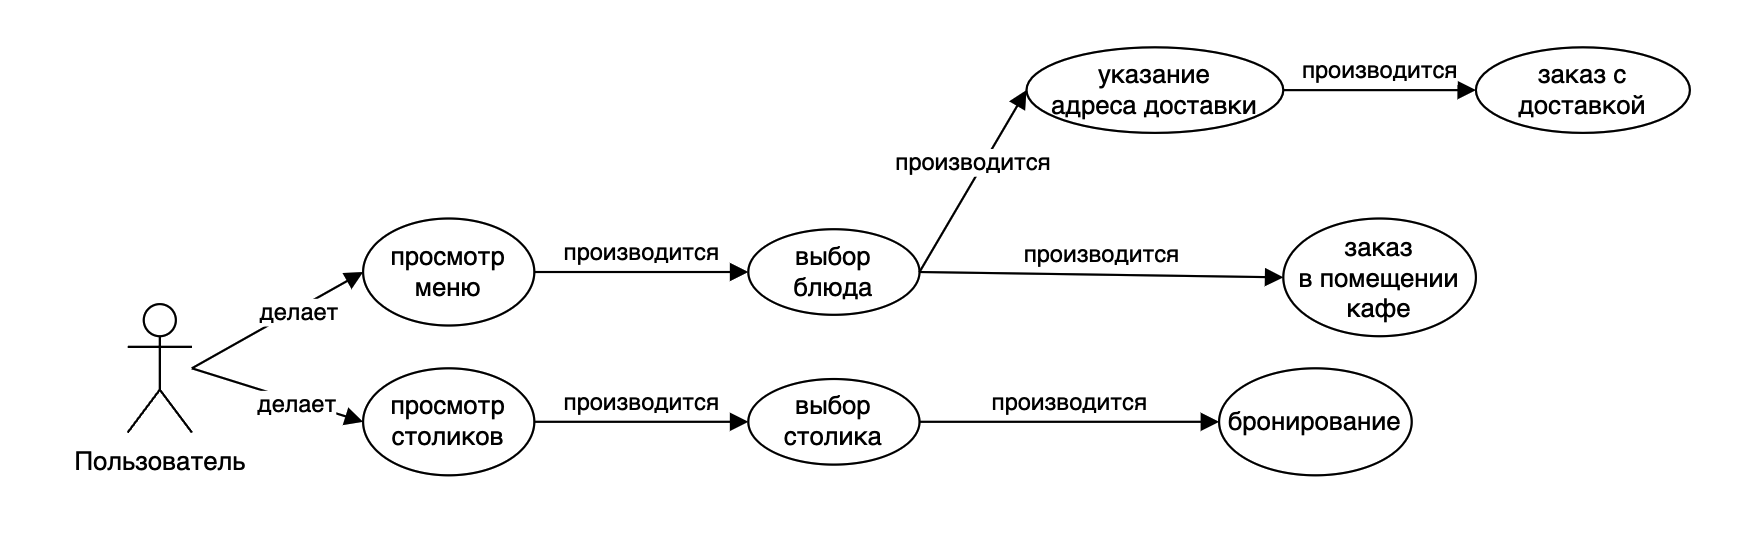 указание
адреса доставки
производится
заказ с
доставкой
производится
просмотр
меню
производится
выбор
блюда
производится
заказ
в помещении
кафе
делает
делает
просмотр
столиков
производится
выбор
столика
производится
бронирование
Пользователь